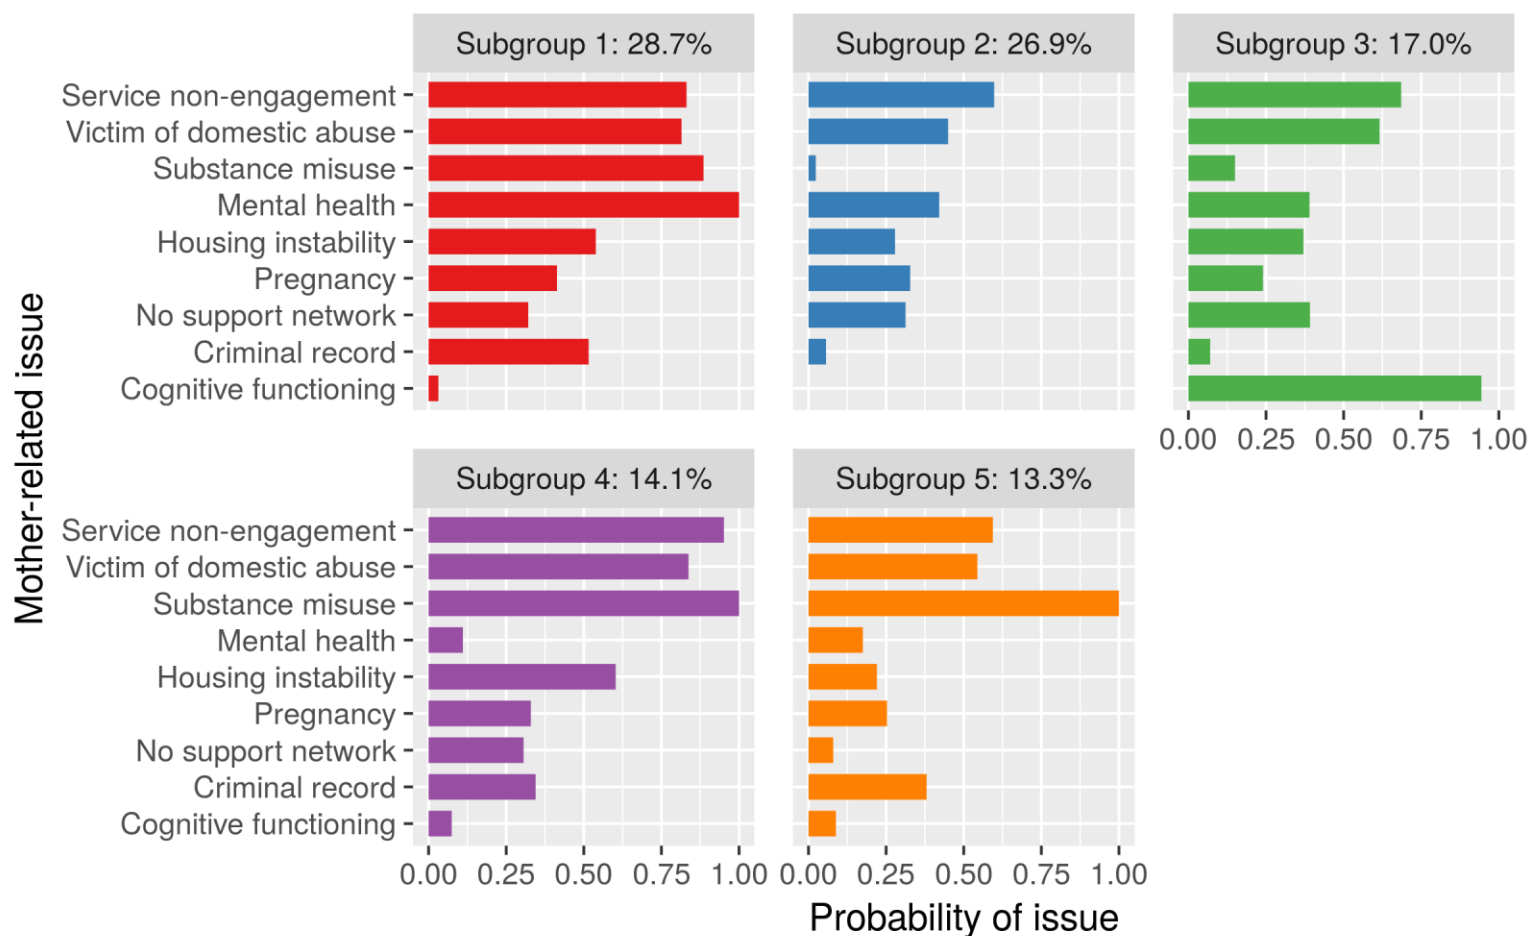 Subgroup 1: 28.7%
Subgroup 2: 26.9%
Subgroup 3: 17.0%
Service non-engagement
Victim of domestic abuse
Substance misuse
Mental health
Housing instability
Pregnancy
No support network
Criminal record
Cognitive functioning
0.00 0.25 0.50 0.75 1.00
Mother-related issue
Subgroup 4: 14.1%
Subgroup 5: 13.3%
Service non-engagement
Victim of domestic abuse
Substance misuse
Mental health
Housing instability
Pregnancy
No support network
Criminal record
Cognitive functioning
0.00 0.25 0.50 0.75 1.00
0.00 0.25 0.50 0.75 1.00
Probability of issue